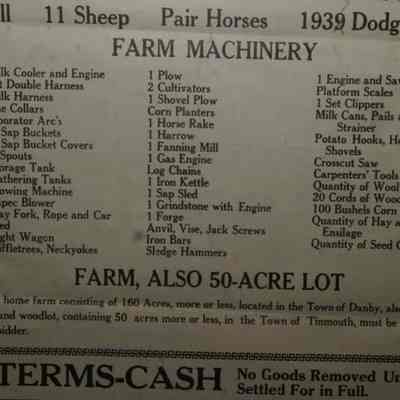 ll 11 Sheep Pair Horses 1939 Dodg
FARM MACHINERY
lk Cooler and Engine
t Double Harness
lk Harness
se Collars
porator Arc's
Sap Buckets
Sap Bucket Covers
Spouts
orage Tank
athering Tanks
owing Machine
spec Blower
ay Fork, Rope and Car
ed
ght Wagon
ffletrees, Neckyokes
1 Plow
2 Cultivators
1 Shovel Plow
Corn Planters
1 Horse Rake
1 Harrow
1 Fanning Mill
1 Gas Engine
Log Chains
1 Iron Kettle
1 Sap Sled
1 Grindstone with Engine
1 Forge
Anvil, Vise, Jack Screws
Iron Bars
Sledge Hammers
1 Engine and Saw
Platform Scales
1 Set Clippers
Milk Cans, Pails a
Strainer
Potato Hooks, Ho
Shovels
Crosscut Saw
Carpenters' Tools
Quantity of Wool
20 Cords of Wood
100 Bushels Corn
Quantity of Hay a
Ensilage
Quantity of Seed C
FARM, ALSO 50-ACRE LOT
home farm consisting of 160 Acres, more or less, located in the Town of Danby, als
and woodlot, containing 50 acres more or less, in the Town of Tinmouth, must be
bidder.
TERMS-CASH
No Goods Removed Un
Settled For in Full.